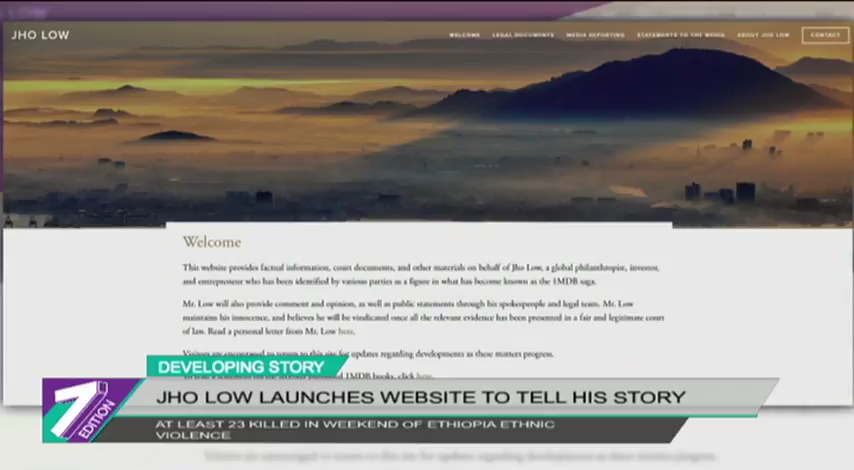 JHO LOW
WELCOME LEGAL DOCUMENTS MEDIA REPORTING STATEMENTS TO THE MEDIA ABOUT JHO LOW CONTACT
Welcome
This website provides factual information, court documents, and other materials on behalf of Jho Low, a global philanthropist, investor,
and entrepreneur who has been identified by various parties as a figure in what has become known as the 1MDB saga.
Mr. Low will also provide comment and opinion, as well as public statements through his spokespeople and legal team. Mr. Low
maintains his innocence, and believes he will be vindicated once all the relevant evidence has been presented in a fair and legitimate court
of law. Read a personal letter from Mr. Low here.
Visitors are encouraged to return to this site for updates regarding developments as these matters progress.
1MDB books, click here.
DEVELOPING STORY
7 EDITION
JHO LOW LAUNCHES WEBSITE TO TELL HIS STORY
AT LEAST 23 KILLED IN WEEKEND OF ETHIOPIA ETHNIC
VIOLENCE